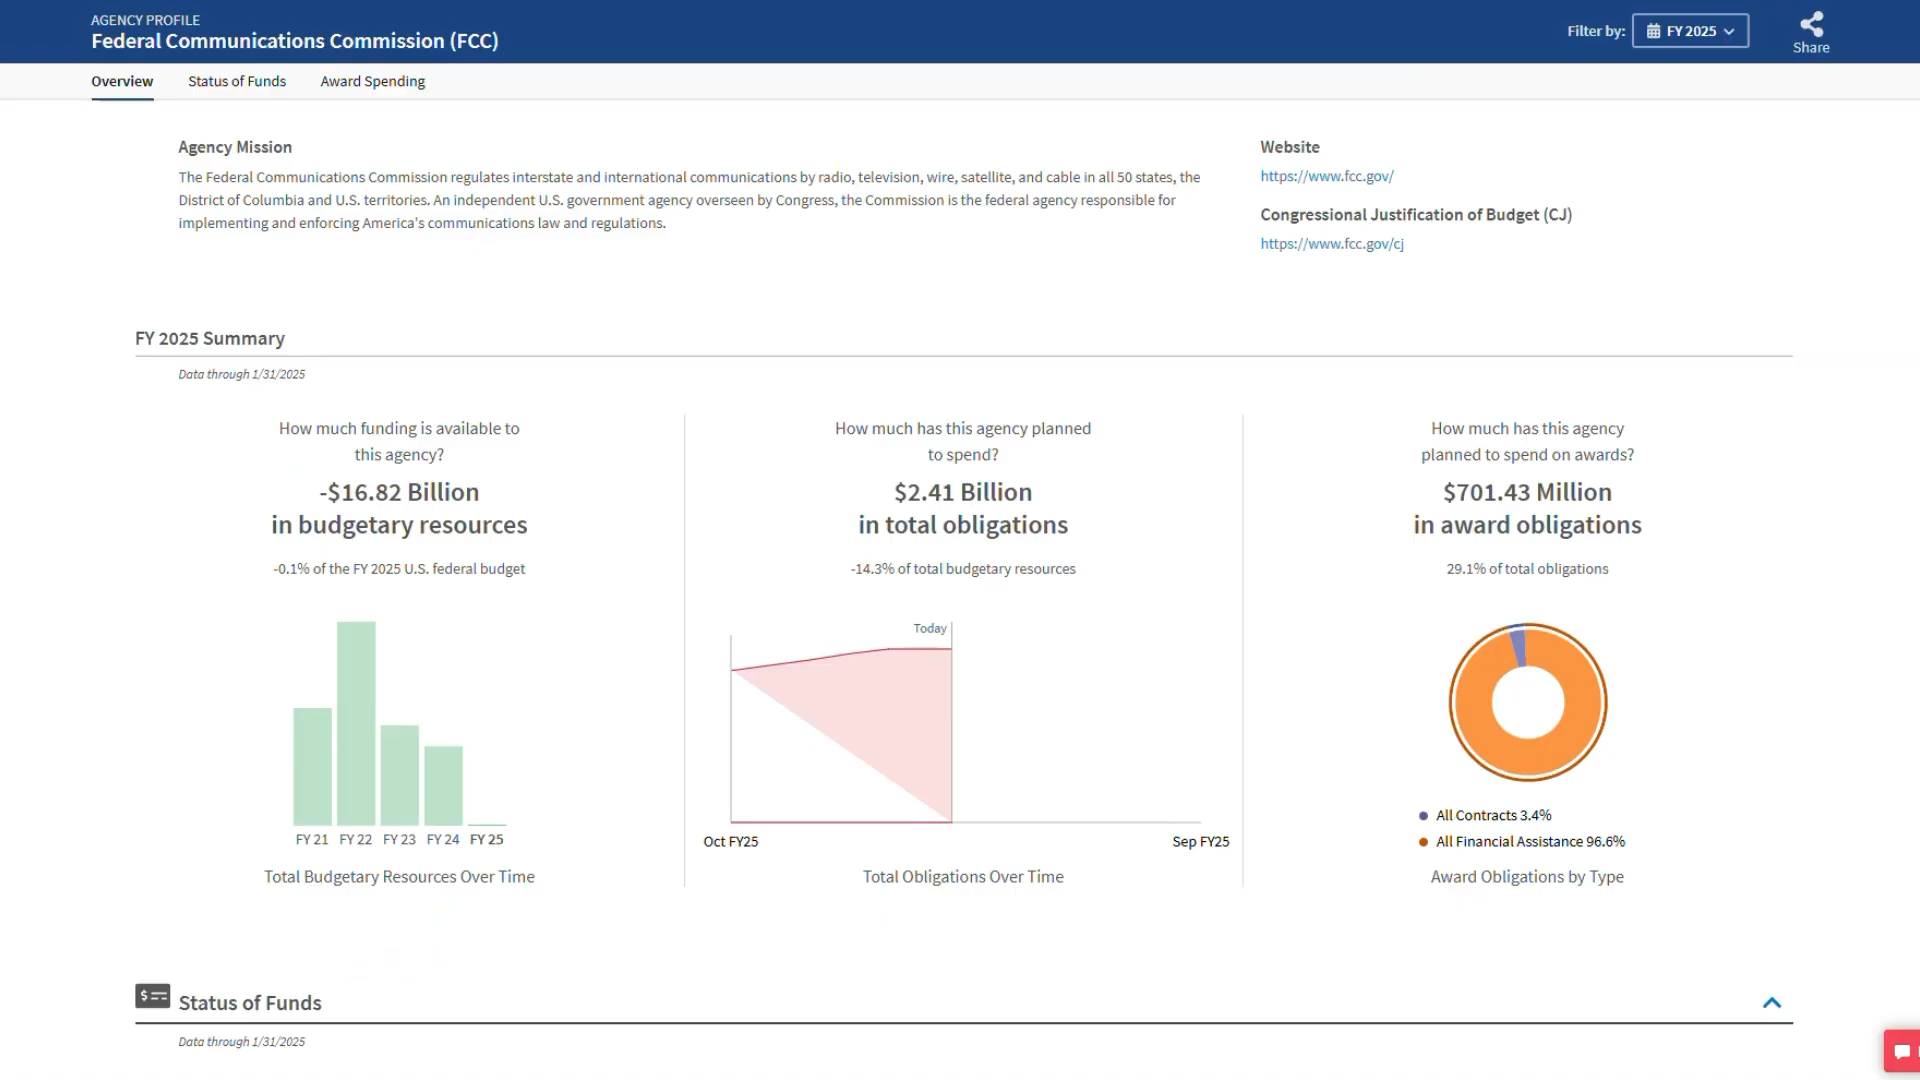 AGENCY PROFILE
Federal Communications Commission (FCC)
Filter by:
FY 2025
Share
Overview
Status of Funds
Award Spending
Agency Mission
The Federal Communications Commission regulates interstate and international communications by radio, television, wire, satellite, and cable in all 50 states, the
District of Columbia and U.S. territories. An independent U.S. government agency overseen by Congress, the Commission is the federal agency responsible for
implementing and enforcing America's communications law and regulations.
Website
https://www.fcc.gov/
Congressional Justification of Budget (CJ)
https://www.fcc.gov/cj
FY 2025 Summary
Data through 1/31/2025
How much funding is available to
this agency?
-$16.82 Billion
in budgetary resources
-0.1% of the FY 2025 U.S. federal budget
FY 21
FY 22
FY 23
FY 24
FY 25
Total Budgetary Resources Over Time
How much has this agency planned
to spend?
$2.41 Billion
in total obligations
-14.3% of total budgetary resources
Today
Oct FY25
Sep FY25
Total Obligations Over Time
How much has this agency
planned to spend on awards?
$701.43 Million
in award obligations
29.1% of total obligations
All Contracts 3.4%
All Financial Assistance 96.6%
Award Obligations by Type
$
Status of Funds
Data through 1/31/2025